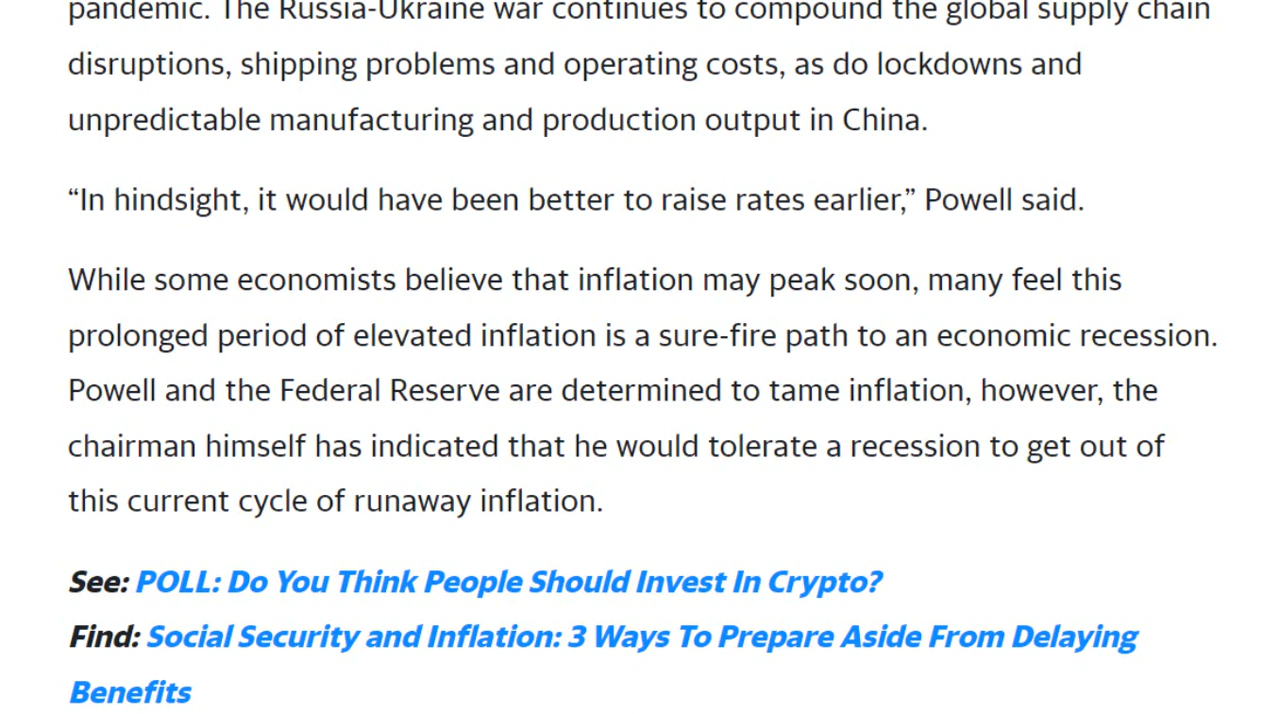 pandemic. The Russia-Ukraine war continues to compound the global supply chain
disruptions, shipping problems and operating costs, as do lockdowns and
unpredictable manufacturing and production output in China.
“In hindsight, it would have been better to raise rates earlier,” Powell said.
While some economists believe that inflation may peak soon, many feel this
prolonged period of elevated inflation is a sure-fire path to an economic recession.
Powell and the Federal Reserve are determined to tame inflation, however, the
chairman himself has indicated that he would tolerate a recession to get out of
this current cycle of runaway inflation.
See: POLL: Do You Think People Should Invest In Crypto?
Find: Social Security and Inflation: 3 Ways To Prepare Aside From Delaying
Benefits